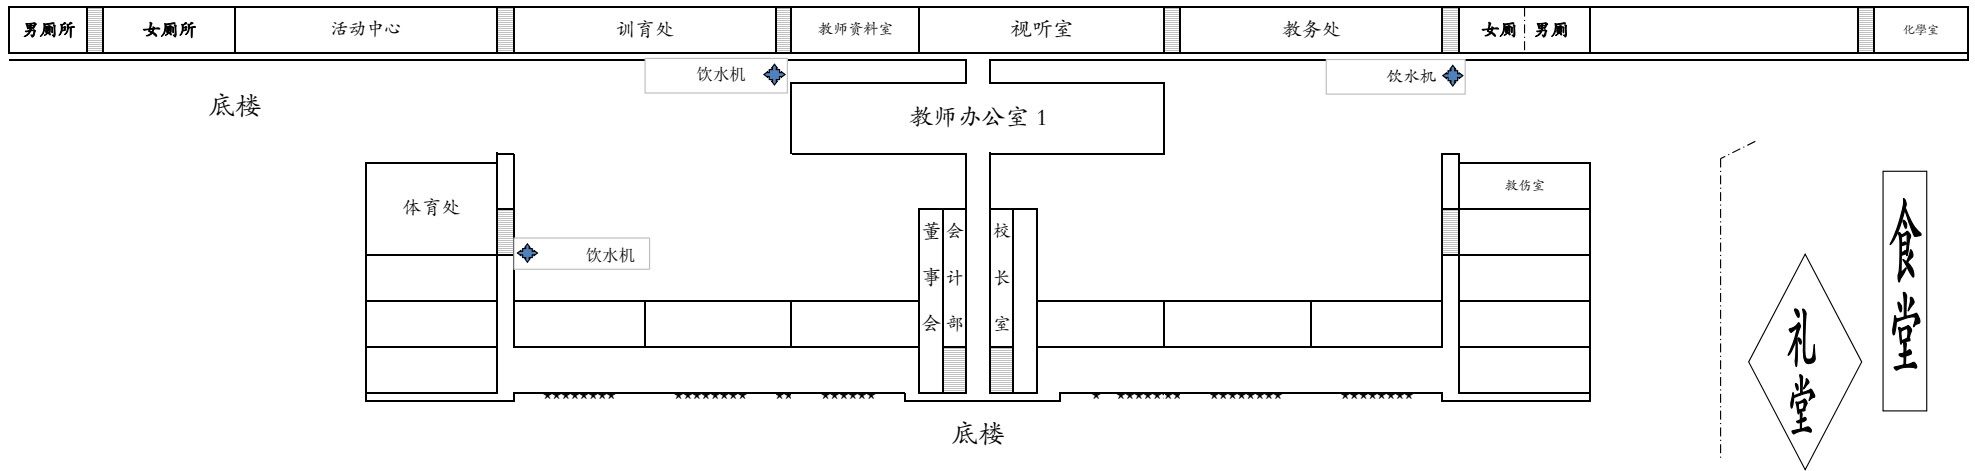 男厕所 女厕所 活动中心 训育处 教师资料室 视听室 教务处 女厕 男厕 化學室
饮水机 饮水机
底楼
教师办公室 1
体育处
救伤室
饮水机
董事会
会计部
校长室
食堂
礼堂
底楼